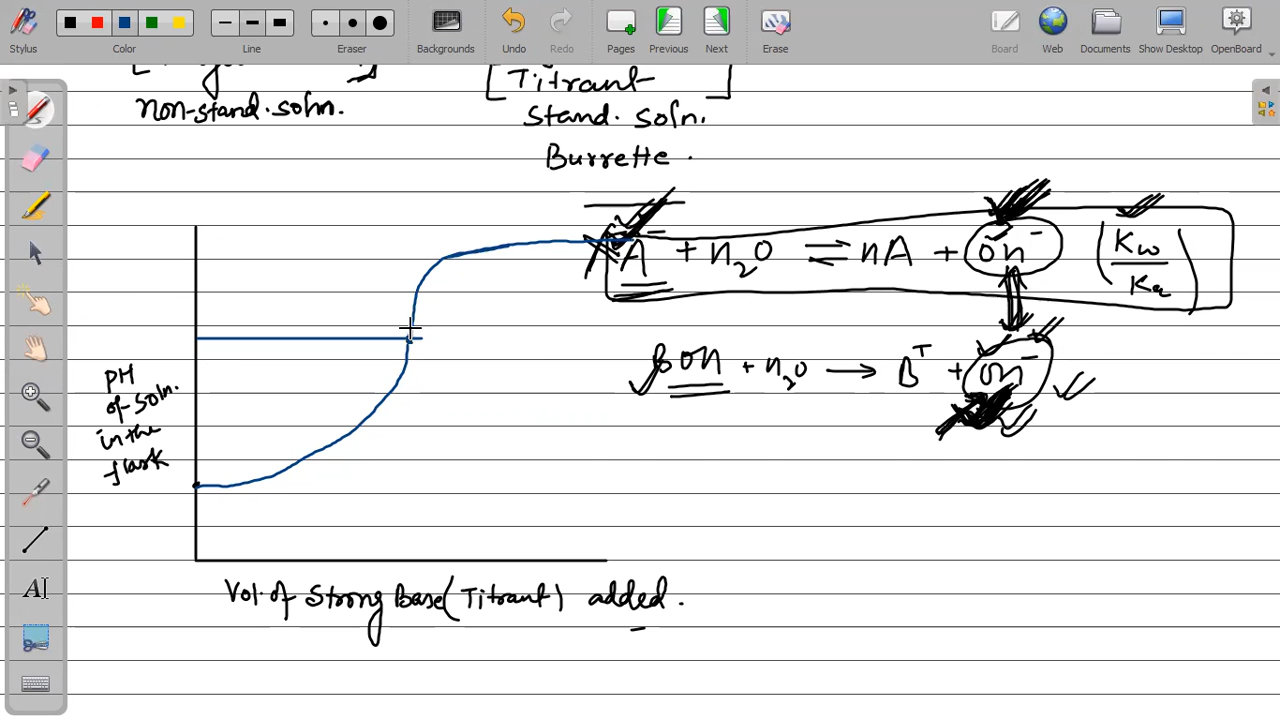 Stylus Color Line Eraser Backgrounds Undo Redo Pages Previous Next Erase Board Web Documents Show Desktop OpenBoard
Titrant
non-stand. soln.
Stand. soln.
Burrette.
A⁻ + H₂O ⇌ HA + OH⁻ (Kw/Ka)
BOH + H₂O → B⁺ + OH⁻
PH
of soln.
in the
flask
Vol. of Strong Base (Titrant) added.